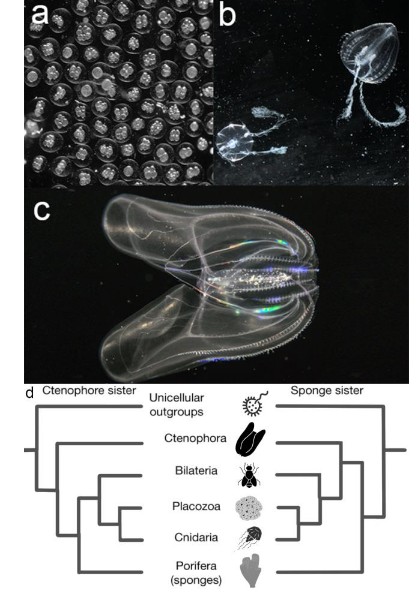 a
b
c
d
Ctenophore sister
Sponge sister
Unicellular
outgroups
Ctenophora
Bilateria
Placozoa
Cnidaria
Porifera
(sponges)